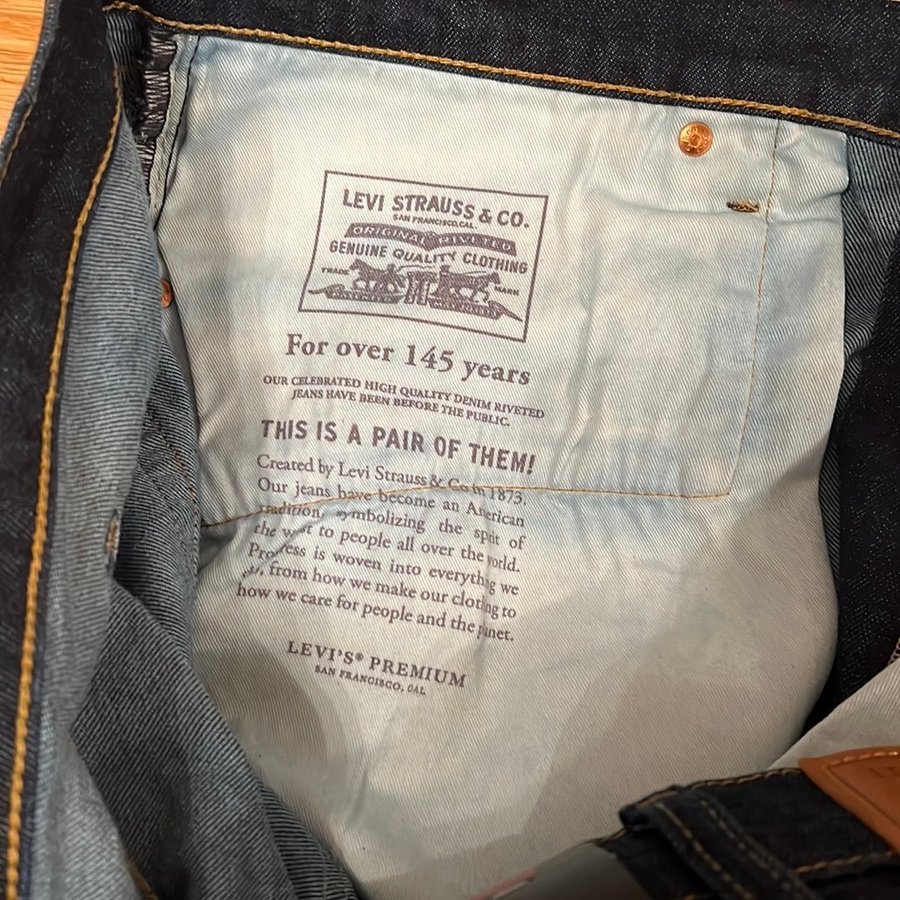 LEVI STRAUSS & CO.
SAN FRANCISCO, CAL.
ORIGINAL RIVETED
GENUINE QUALITY CLOTHING
TRADE MARK
For over 145 years
OUR CELEBRATED HIGH QUALITY DENIM RIVETED
JEANS HAVE BEEN BEFORE THE PUBLIC.
THIS IS A PAIR OF THEM!
Created by Levi Strauss & Co. in 1873.
Our jeans have become an American
tradition, symbolizing the spirit of
the west to people all over the world.
Progress is woven into everything we
do, from how we make our clothing to
how we care for people and the planet.
LEVI'S® PREMIUM
SAN FRANCISCO, CAL